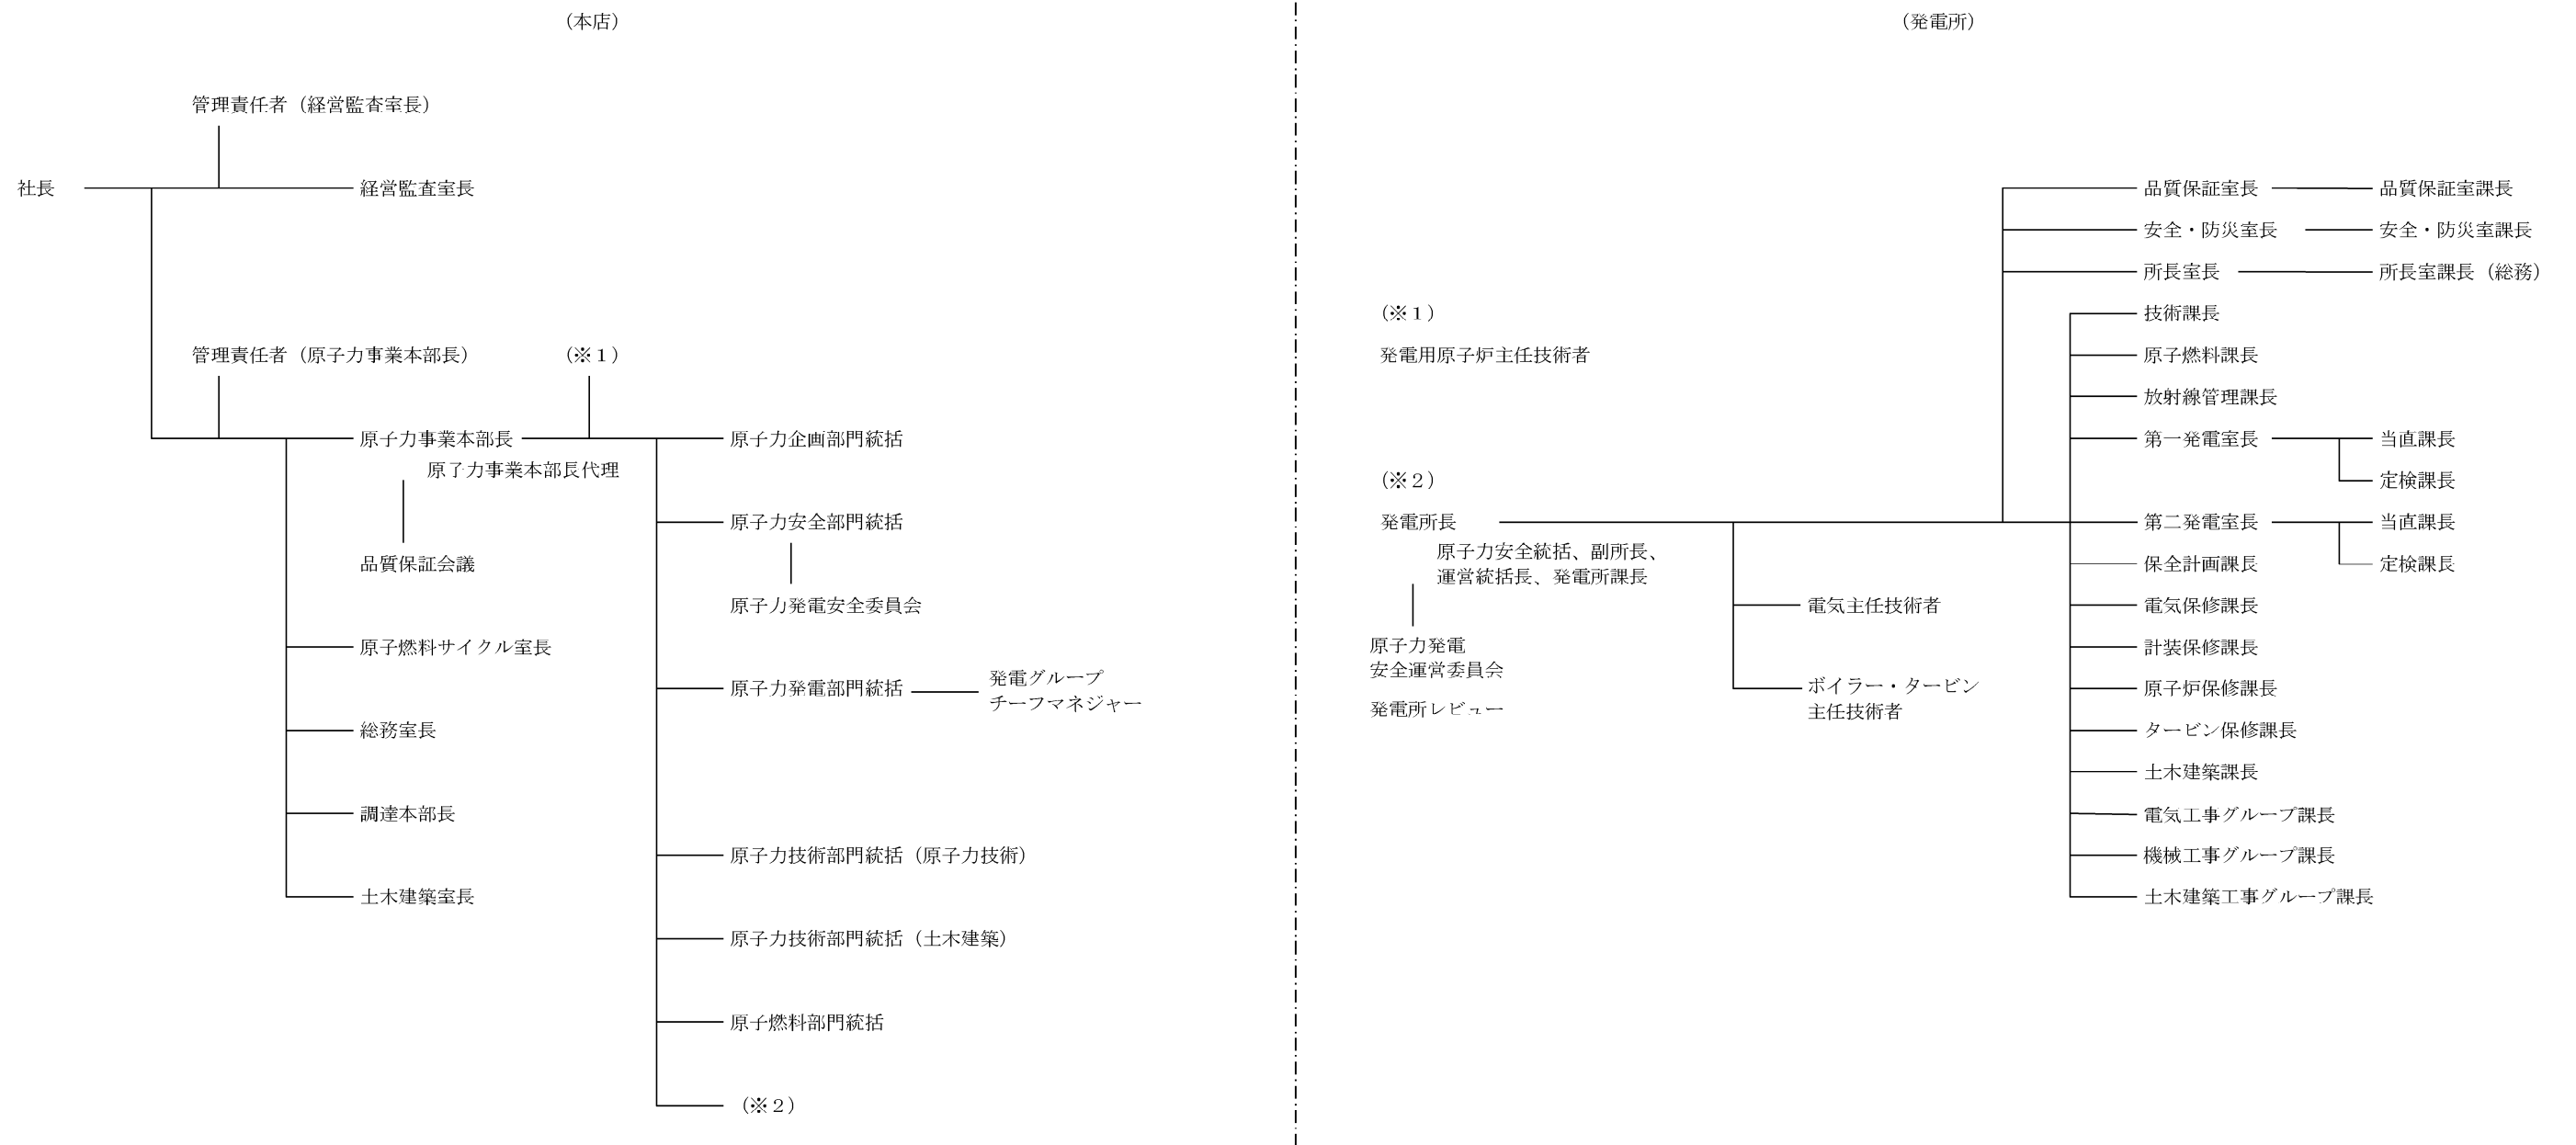 （本店）
管理責任者（経営監査室長）
社長
経営監査室長
管理責任者（原子力事業本部長）
（※１）
原子力事業本部長
原子力事業本部長代理
品質保証会議
原子燃料サイクル室長
総務室長
調達本部長
土木建築室長
原子力企画部門統括
原子力安全部門統括
原子力発電安全委員会
原子力発電部門統括
発電グループ
チーフマネジャー
原子力技術部門統括（原子力技術）
原子力技術部門統括（土木建築）
原子燃料部門統括
（※２）
（発電所）
（※１）
発電用原子炉主任技術者
（※２）
発電所長
原子力安全統括、副所長、
運営統括長、発電所課長
原子力発電
安全運営委員会
発電所レビュー
電気主任技術者
ボイラー・タービン
主任技術者
品質保証室長
品質保証室課長
安全・防災室長
安全・防災室課長
所長室長
所長室課長（総務）
技術課長
原子燃料課長
放射線管理課長
第一発電室長
当直課長
定検課長
第二発電室長
当直課長
保全計画課長
定検課長
電気保修課長
計装保修課長
原子炉保修課長
タービン保修課長
土木建築課長
電気工事グループ課長
機械工事グループ課長
土木建築工事グループ課長